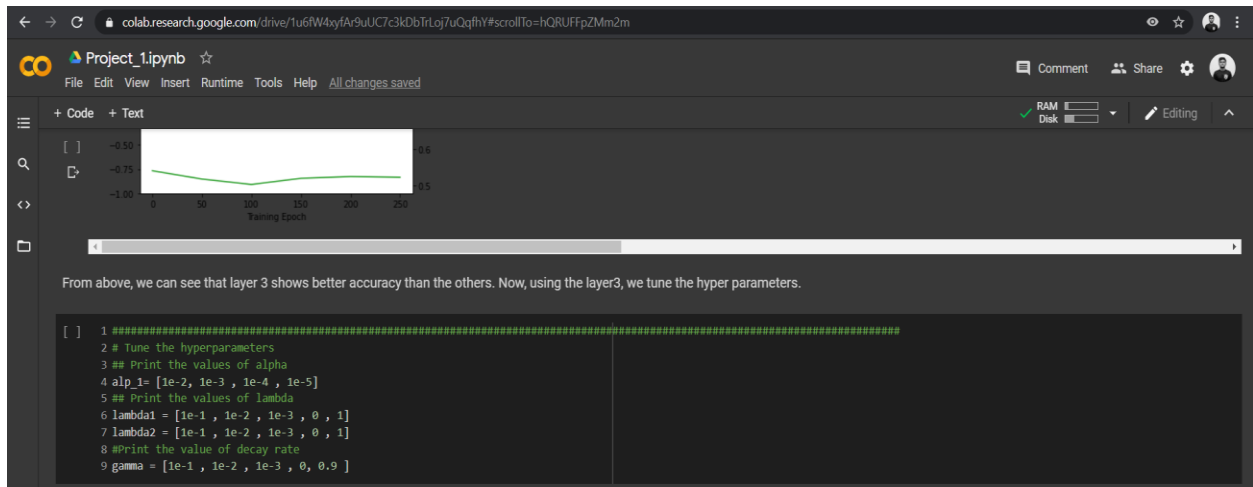 colab.research.google.com/drive/1u6fW4xyfAr9uUC7c3kDbTrLoj7uQqfhY#scrollTo=hQRUFFpZMm2m
Project_1.ipynb
File Edit View Insert Runtime Tools Help All changes saved
Comment Share
+ Code + Text
RAM
Disk
Editing
[ ]
-0.50
-0.75
-1.00
0.6
0.5
0 50 100 150 200 250
Training Epoch
From above, we can see that layer 3 shows better accuracy than the others. Now, using the layer3, we tune the hyper parameters.
[ ]
1 ################################################################################################################################
2 # Tune the hyperparameters
3 ## Print the values of alpha
4 alp_1= [1e-2, 1e-3 , 1e-4 , 1e-5]
5 ## Print the values of lambda
6 lambda1 = [1e-1 , 1e-2 , 1e-3 , 0 , 1]
7 lambda2 = [1e-1 , 1e-2 , 1e-3 , 0 , 1]
8 #Print the value of decay rate
9 gamma = [1e-1 , 1e-2 , 1e-3 , 0, 0.9 ]